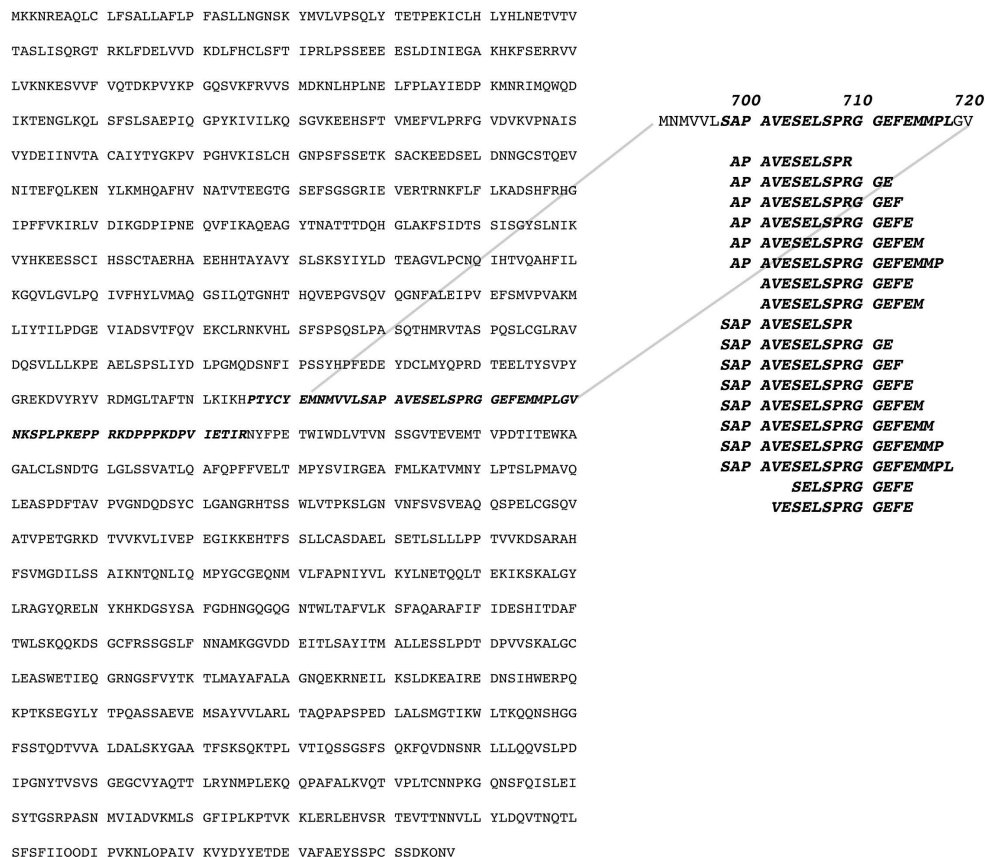 MKKNREAQLC LFSALLAFLP FASLLNGNSK YMVLVPSQLY TETPEKICLH LYHLNETVTV
TASLISQRGT RKLFDELVVD KDLFHCLSFT IPRLPSSEEE ESLDINIEGA KHKFSERRVV
LVKNKESVVF VQTDKPVYKP GQSVKFRVVS MDKNLHPLNE LFPLAYIEDP KMNRIMQWQD
IKTENGLKQL SFSLSAEPIQ GPYKIVILKQ SGVKEEHSFT VMEFVLPRFG VDVKVPNAIS
VYDEIINVTA CAIYTYGKPV PGHVKISLCH GNPSFSSETK SACKEEDSEL DNNGCSTQEV
NITEFQLKEN YLKMHQAFHV NATVTEEGTG SEFSGSGRIE VERTRNKFLF LKADSHFRHG
IPFFVKIRLV DIKGDPIPNE QVFIKAQEAG YTNATTTDQH GLAKFSIDTS SISGYSLNIK
VYHKEESSCI HSSCTAERHA EEHHTAYAVY SLSKSYIYLD TEAGVLPCNQ IHTVQAHFIL
KGQVLGVLPQ IVFHYLVMAQ GSILQTGNHT HQVEPGVSQV QGNFALEIPV EFSMVPVAKM
LIYTILPDGE VIADSVTFQV EKCLRNKVHL SFSPSQSLPA SQTHMRVTAS PQSLCGLRAV
DQSVLLLKPE AELSPSLIYD LPGMQDSNFI PSSYHPFEDE YDCLMYQPRD TEELTYSVPY
GREKDVYRYV RDMGLTAFTN LKIKHPTYCY EMNMVVLSAP AVESELSPRG GEFEMMPLGV
NKSPLPKEPP RKDPPPKDPV IETIRNYFPE TWIWDLVTVN SSGVTEVEMT VPDTITEWKA
GALCLSNDTG LGLSSVATLQ AFQPFFVELT MPYSVIRGEA FMLKATVMNY LPTSLPMAVQ
LEASPDFTAV PVGNDQDSYC LGANGRHTSS WLVTPKSLGN VNFSVSVEAQ QSPELCGSQV
ATVPETGRKD TVVKVLIVEP EGIKKEHTFS SLLCASDAEL SETLSLLLPP TVVKDSARAH
FSVMGDILSS AIKNTQNLIQ MPYGCGEQNM VLFAPNIYVL KYLNETQQLT EKIKSKALGY
LRAGYQRELN YKHKDGSYSA FGDHNGQGQG NTWLTAFVLK SFAQARAFIF IDESHITDAF
TWLSKQQKDS GCFRSSGSLF NNAMKGGVDD EITLSAYITM ALLESSLPDT DPVVSKALGC
LEASWETIEQ GRNGSFVYTK TLMAYAFALA GNQEKRNEIL KSLDKEAIRE DNSIHWERPQ
KPTKSEGYLY TPQASSAEVE MSAYVVLARL TAQPAPSPED LALSMGTIKW LTKQQNSHGG
FSSTQDTVVA LDALSKYGAA TFSKSQKTPL VTIQSSGSFS QKFQVDNSNR LLLQQVSLPD
IPGNYTVSVS GEGCVYAQTT LRYNMPLEKQ QPAFALKVQT VPLTCNNPKG QNSFQISLEI
SYTGSRPASN MVIADVKMLS GFIPLKPTVK KLERLEHVSR TEVTTNNVLL YLDQVTNQTL
SFSFIIQQDI PVKNLQPAIV KVYDYYETDE VAFAEYSSPC SSDKQNV
700 710 720
MNMVVLSAP AVESELSPRG GEFEMMPLGV
AP AVESELSPR
AP AVESELSPRG GE
AP AVESELSPRG GEF
AP AVESELSPRG GEFE
AP AVESELSPRG GEFEM
AP AVESELSPRG GEFEMMP
AVESELSPRG GEFE
AVESELSPRG GEFEM
SAP AVESELSPR
SAP AVESELSPRG GE
SAP AVESELSPRG GEF
SAP AVESELSPRG GEFE
SAP AVESELSPRG GEFEM
SAP AVESELSPRG GEFEMM
SAP AVESELSPRG GEFEMMP
SAP AVESELSPRG GEFEMMPL
SELSPRG GEFE
VESELSPRG GEFE